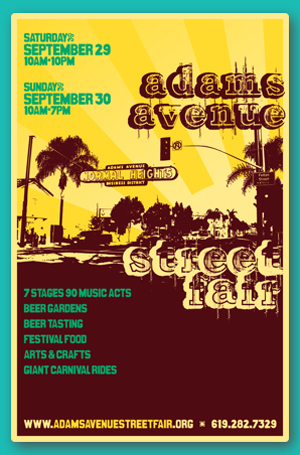 SATURDAY
SEPTEMBER 29
10AM-10PM
SUNDAY
SEPTEMBER 30
10AM-7PM
adams
avenue
ADAMS AVENUE
NORMAL HEIGHTS
BUSINESS DISTRICT
street
fair
7 STAGES 90 MUSIC ACTS
BEER GARDENS
BEER TASTING
FESTIVAL FOOD
ARTS & CRAFTS
GIANT CARNIVAL RIDES
WWW.ADAMSAVENUESTREETFAIR.ORG * 619.282.7329